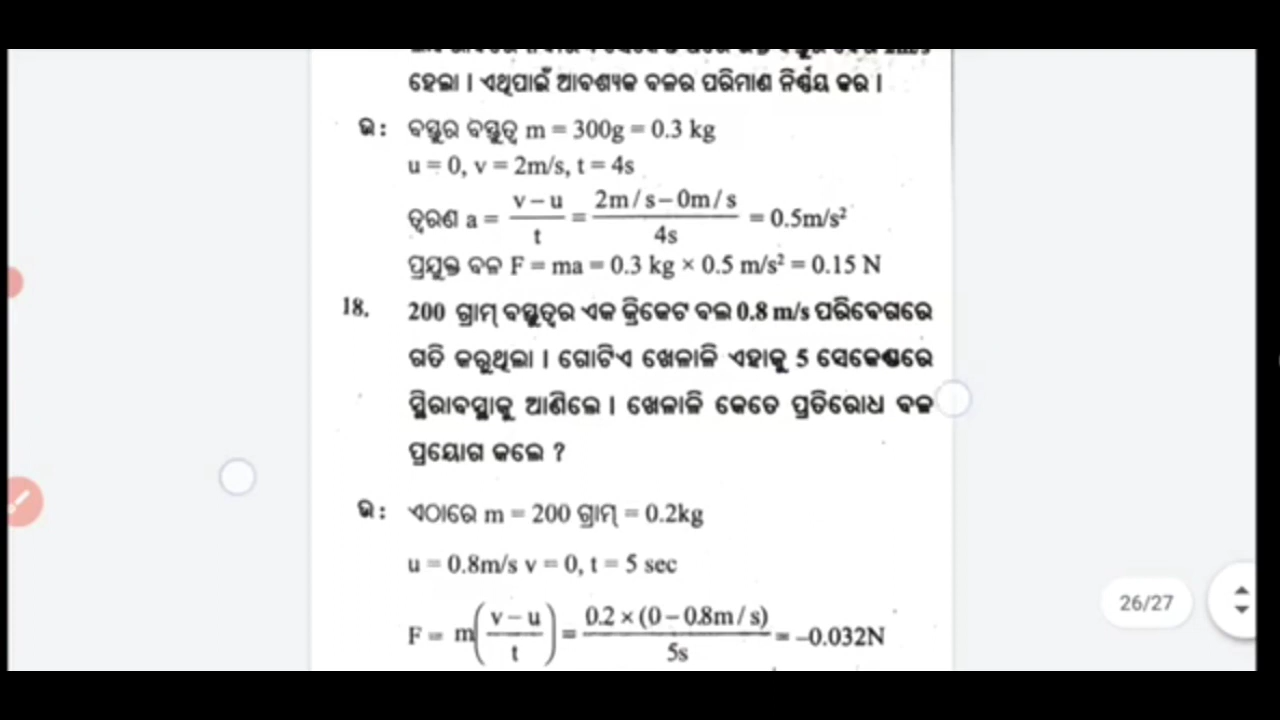 ହେଲା । ଏଥିପାଇଁ ଆବଶ୍ୟକ ବଳର ପରିମାଣ ନିର୍ଣ୍ଣୟ କର ।
ଉ: ବସ୍ତୁର ବସ୍ତୁତ୍ୱ m = 300g = 0.3 kg
u = 0, v = 2m/s, t = 4s
ତ୍ୱରଣ a = (v – u)/t = (2m/s – 0m/s)/4s = 0.5m/s²
ପ୍ରଯୁକ୍ତ ବଳ F = ma = 0.3 kg × 0.5 m/s² = 0.15 N
18. 200 ଗ୍ରାମ୍ ବସ୍ତୁତ୍ୱର ଏକ କ୍ରିକେଟ ବଲ 0.8 m/s ପରିବେଗରେ
ଗତି କରୁଥିଲା । ଗୋଟିଏ ଖେଳାଳି ଏହାକୁ 5 ସେକେଣ୍ଡରେ
ସ୍ଥିରାବସ୍ଥାକୁ ଆଣିଲେ । ଖେଳାଳି କେତେ ପ୍ରତିରୋଧ ବଳ
ପ୍ରୟୋଗ କଲେ ?
ଉ: ଏଠାରେ m = 200 ଗ୍ରାମ୍ = 0.2kg
u = 0.8m/s v = 0, t = 5 sec
F = m((v – u)/t) = 0.2 × (0 – 0.8m/s)/5s = –0.032N
26/27